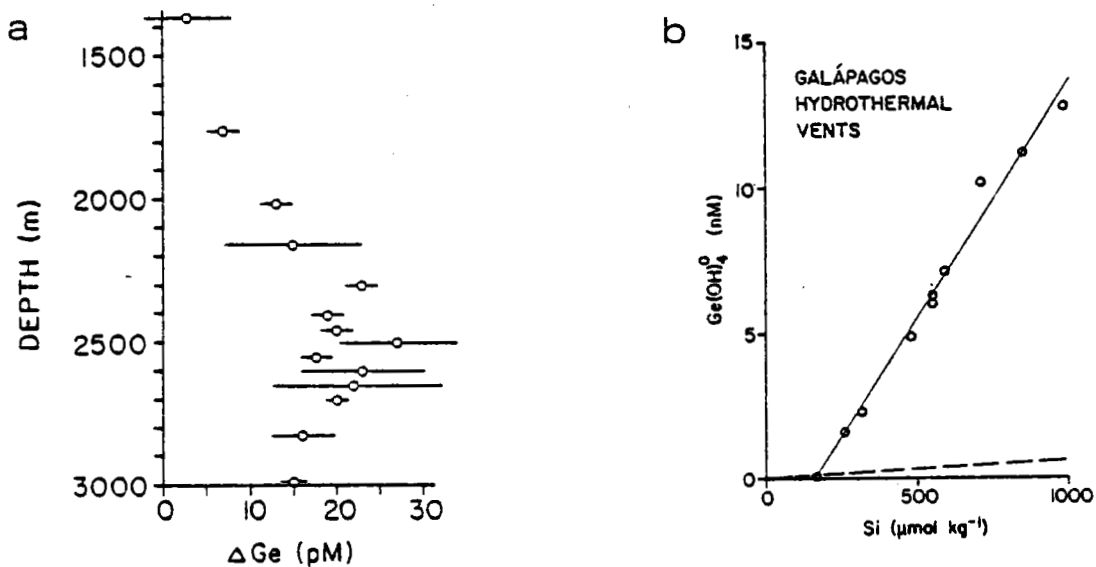 a
1500
2000
2500
3000
DEPTH (m)
0 10 20 30
ΔGe (pM)
b
15
10
5
0
Ge(OH)₄⁰ (nM)
GALÁPAGOS
HYDROTHERMAL
VENTS
0 500 1000
Si (μmol kg⁻¹)